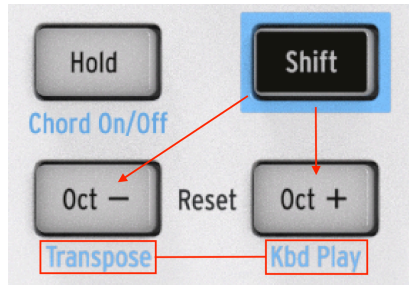 Hold
Shift
Chord On/Off
Oct −
Reset
Oct +
Transpose
Kbd Play